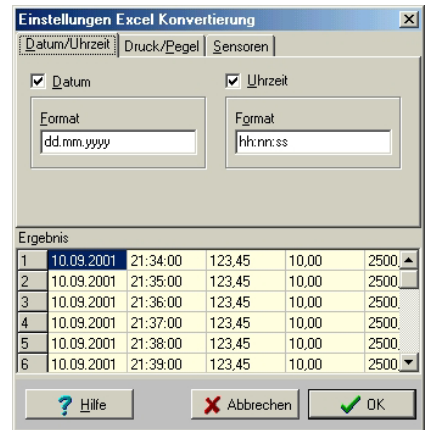 Einstellungen Excel Konvertierung
Datum/Uhrzeit Druck/Pegel Sensoren
Datum Uhrzeit
Format Format
dd.mm.yyyy hh:nn:ss
Ergebnis
1 10.09.2001 21:34:00 123,45 10,00 2500,
2 10.09.2001 21:35:00 123,45 10,00 2500,
3 10.09.2001 21:36:00 123,45 10,00 2500,
4 10.09.2001 21:37:00 123,45 10,00 2500,
5 10.09.2001 21:38:00 123,45 10,00 2500,
6 10.09.2001 21:39:00 123,45 10,00 2500,
Hilfe Abbrechen OK